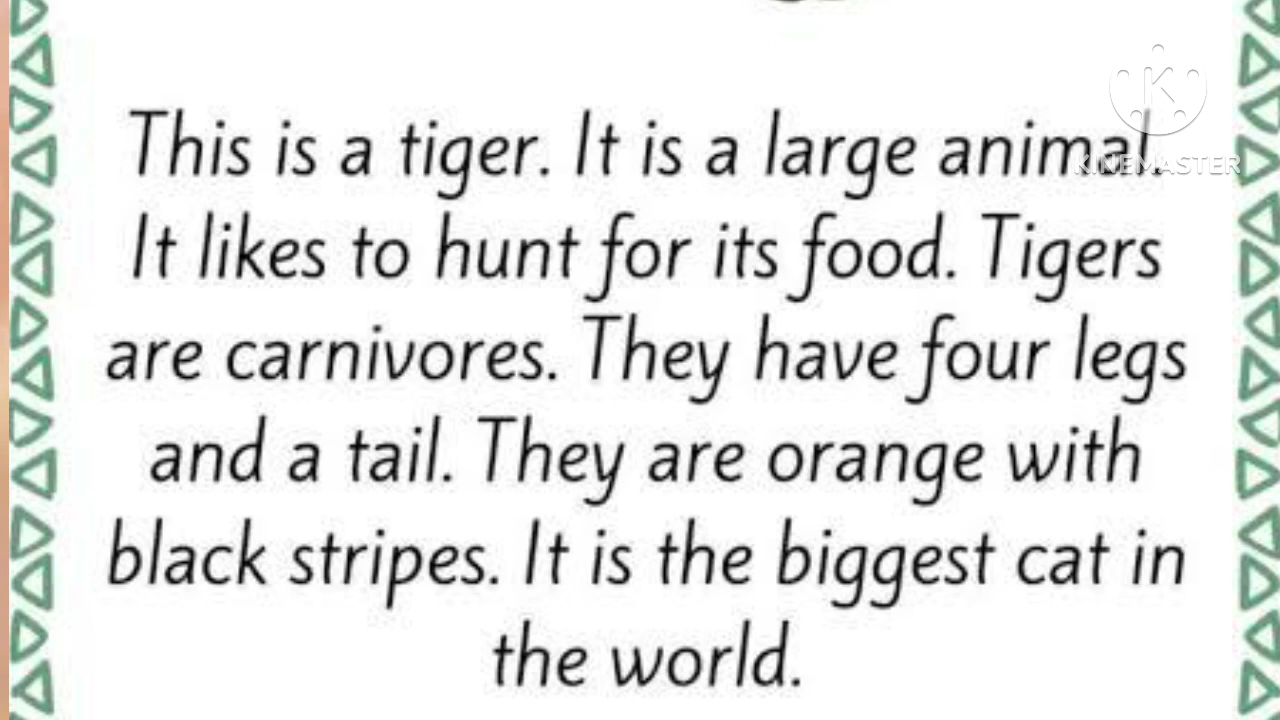 KINEMASTER
This is a tiger. It is a large animal.
It likes to hunt for its food. Tigers
are carnivores. They have four legs
and a tail. They are orange with
black stripes. It is the biggest cat in
the world.